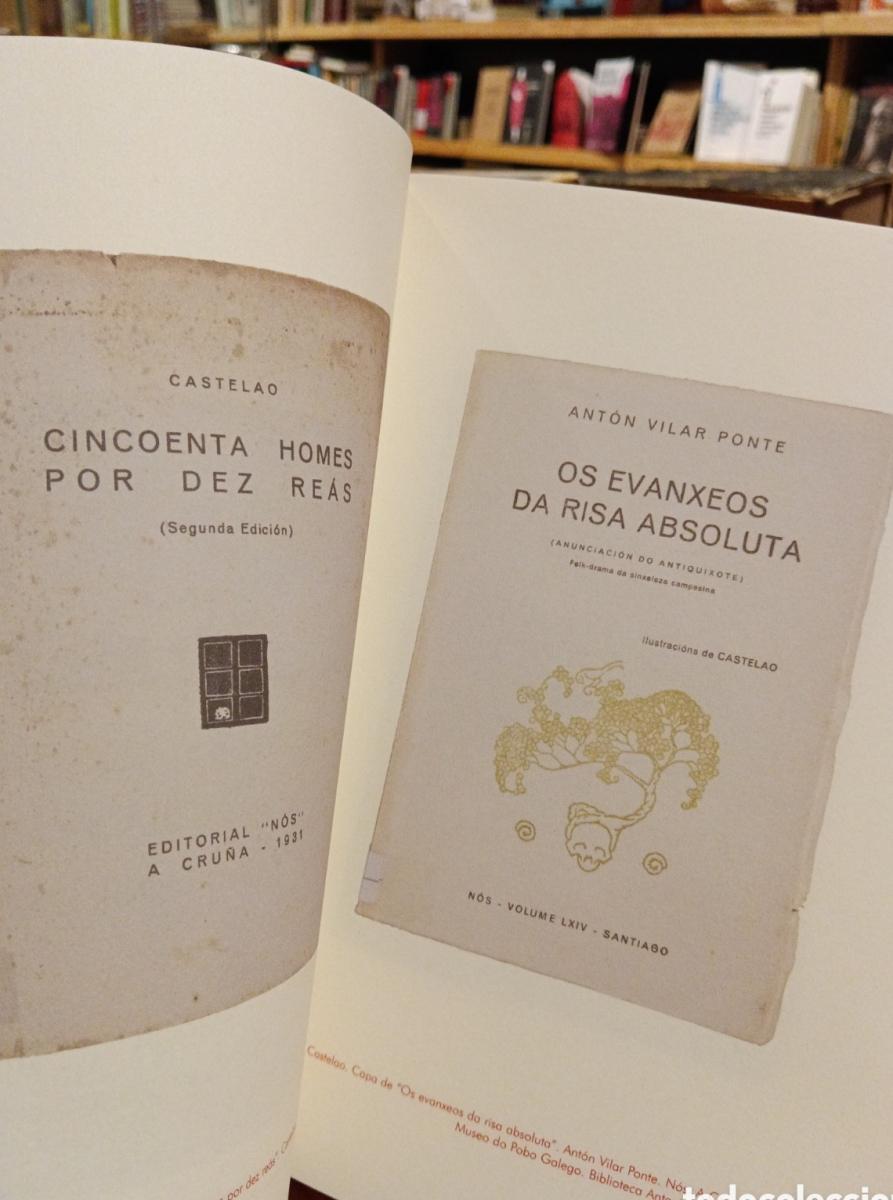 CASTELAO
CINCOENTA HOMES
POR DEZ REÁS
(Segunda Edición)
EDITORIAL "NÓS"
A CRUÑA - 1931
por dez reás".
ANTÓN VILAR PONTE
OS EVANXEOS
DA RISA ABSOLUTA
(ANUNCIACIÓN DO ANTIQUIXOTE)
Folk-drama da sinxeleza campesina
Ilustracións de CASTELAO
NÓS - VOLUME LXIV - SANTIAGO
Castelao. Capa de "Os evanxeos da risa absoluta". Antón Vilar Ponte. Nós,
Museo do Pobo Galego. Biblioteca